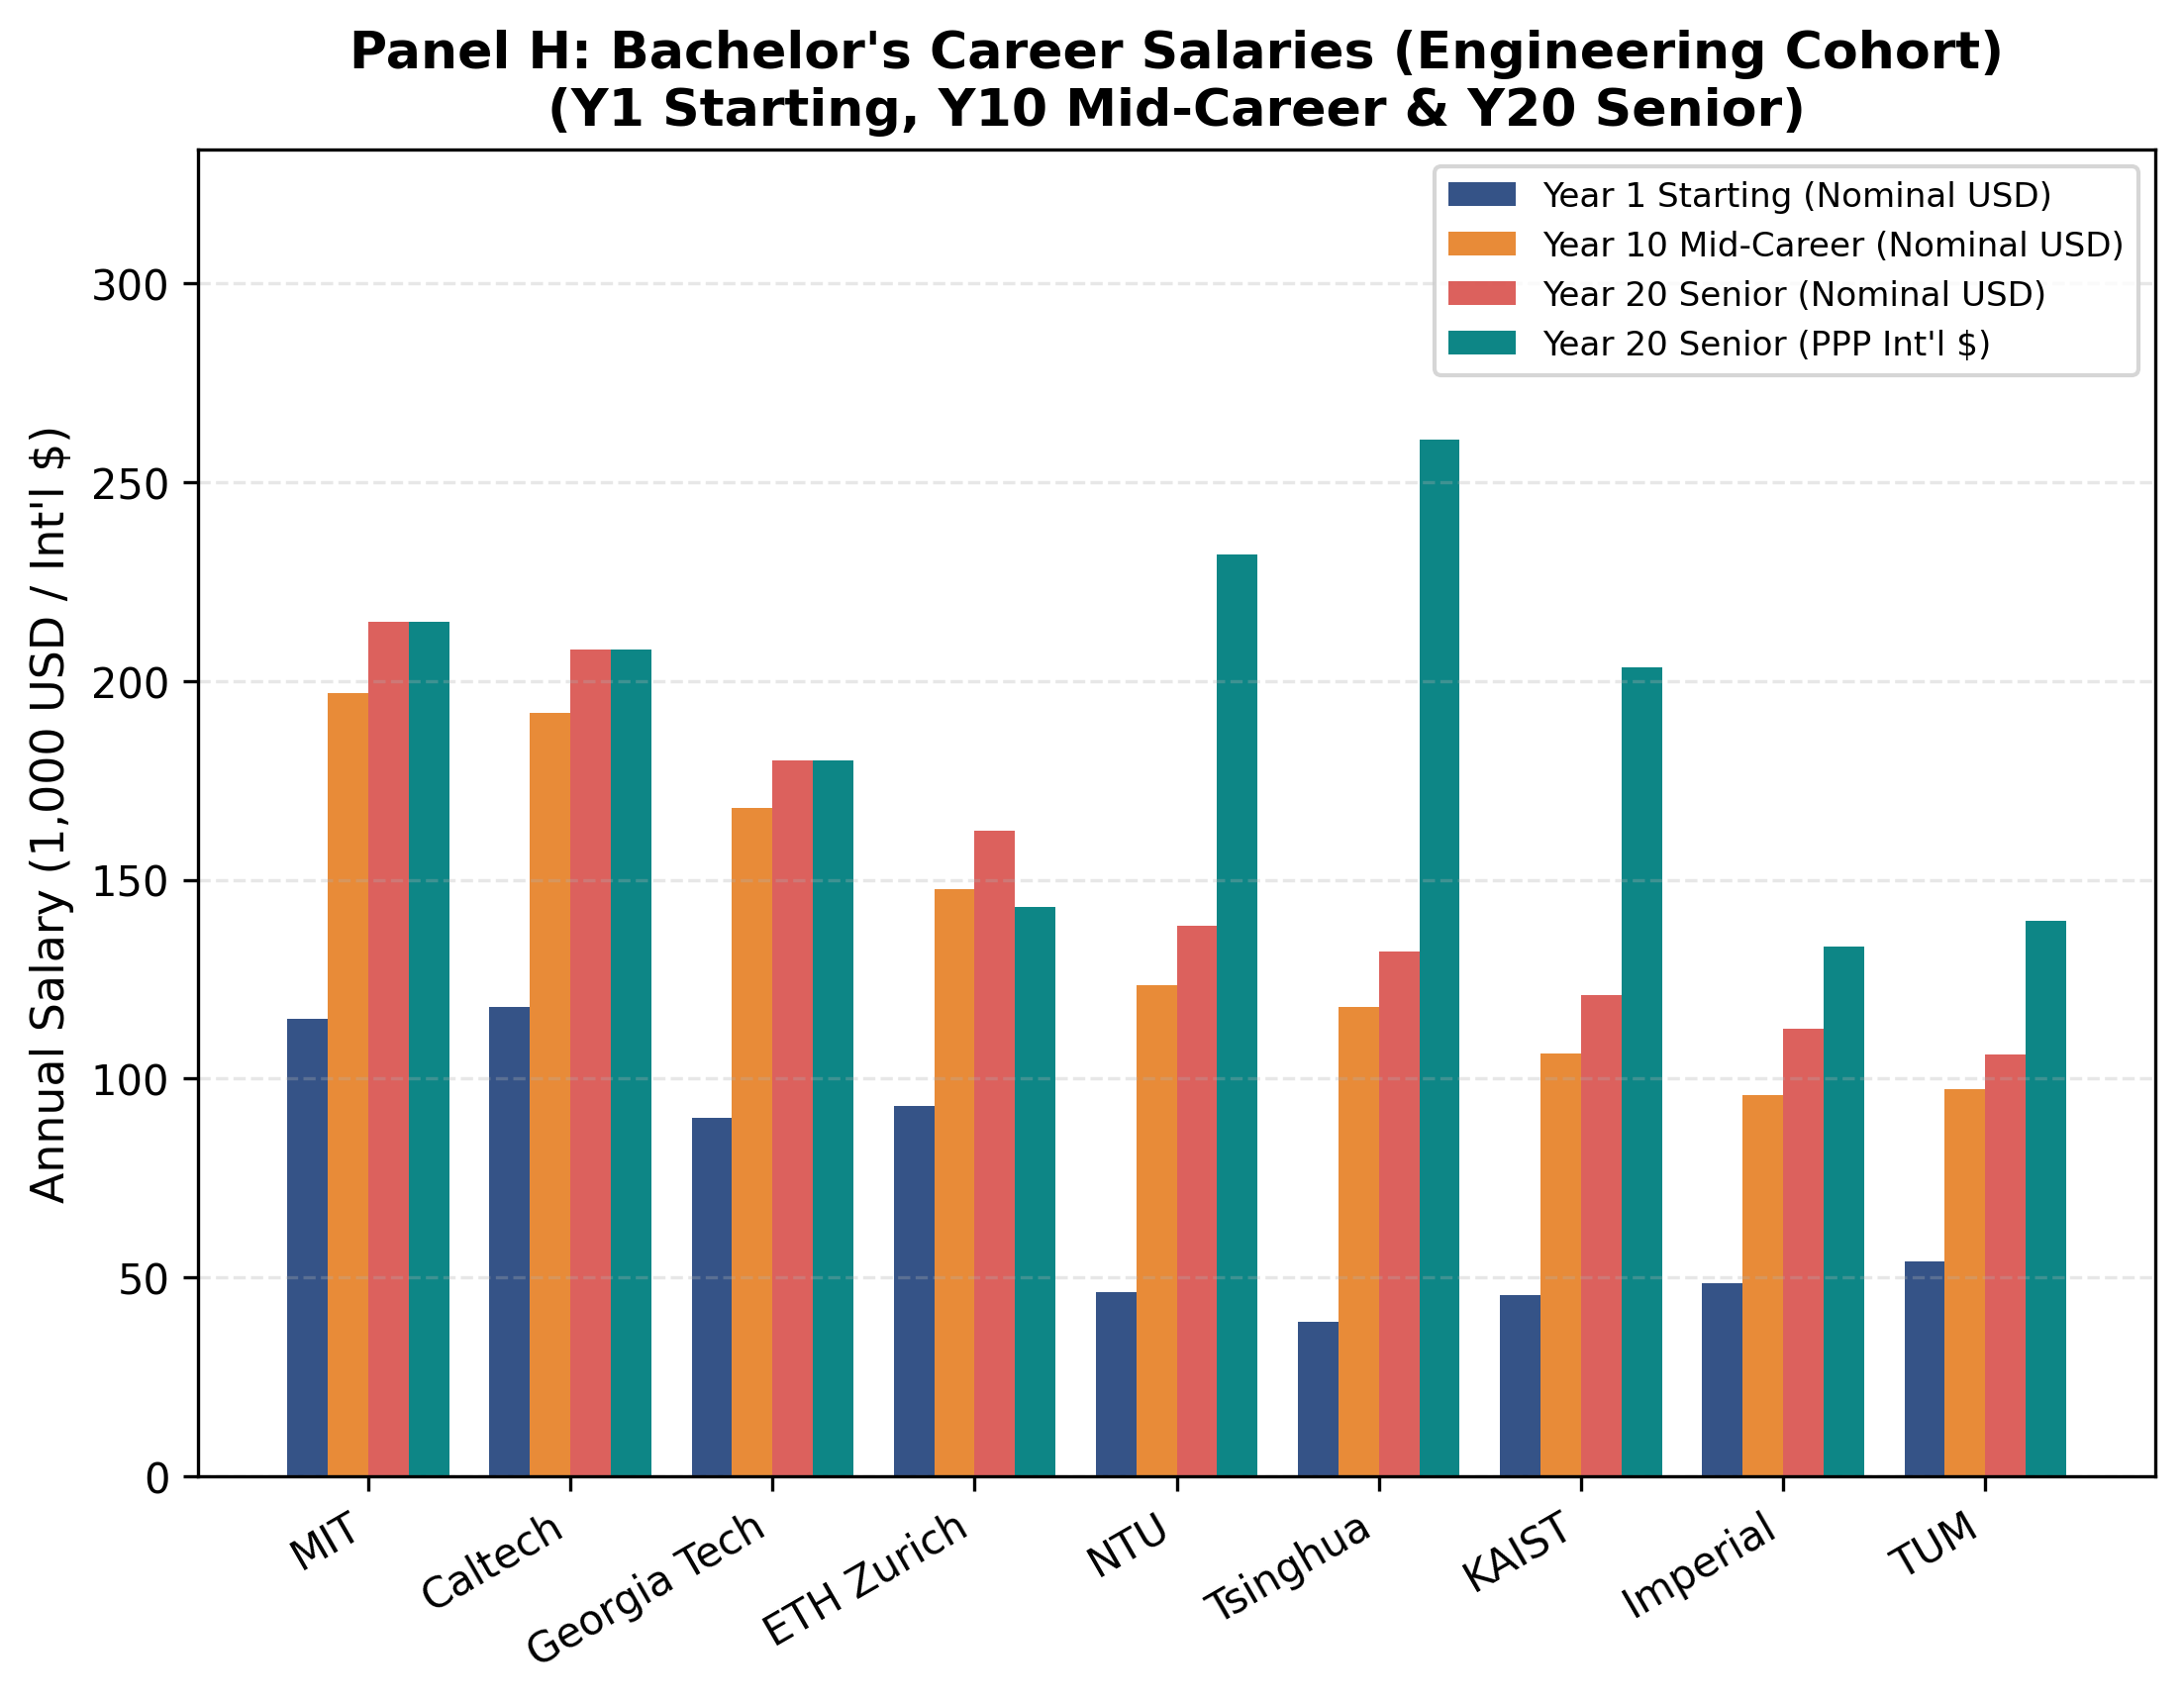 Panel H: Bachelor's Career Salaries (Engineering Cohort)
(Y1 Starting, Y10 Mid-Career & Y20 Senior)
Year 1 Starting (Nominal USD)
Year 10 Mid-Career (Nominal USD)
Year 20 Senior (Nominal USD)
Year 20 Senior (PPP Int'l $)
Annual Salary (1,000 USD / Int'l $)
300
250
200
150
100
50
0
MIT
Caltech
Georgia Tech
ETH Zurich
NTU
Tsinghua
KAIST
Imperial
TUM